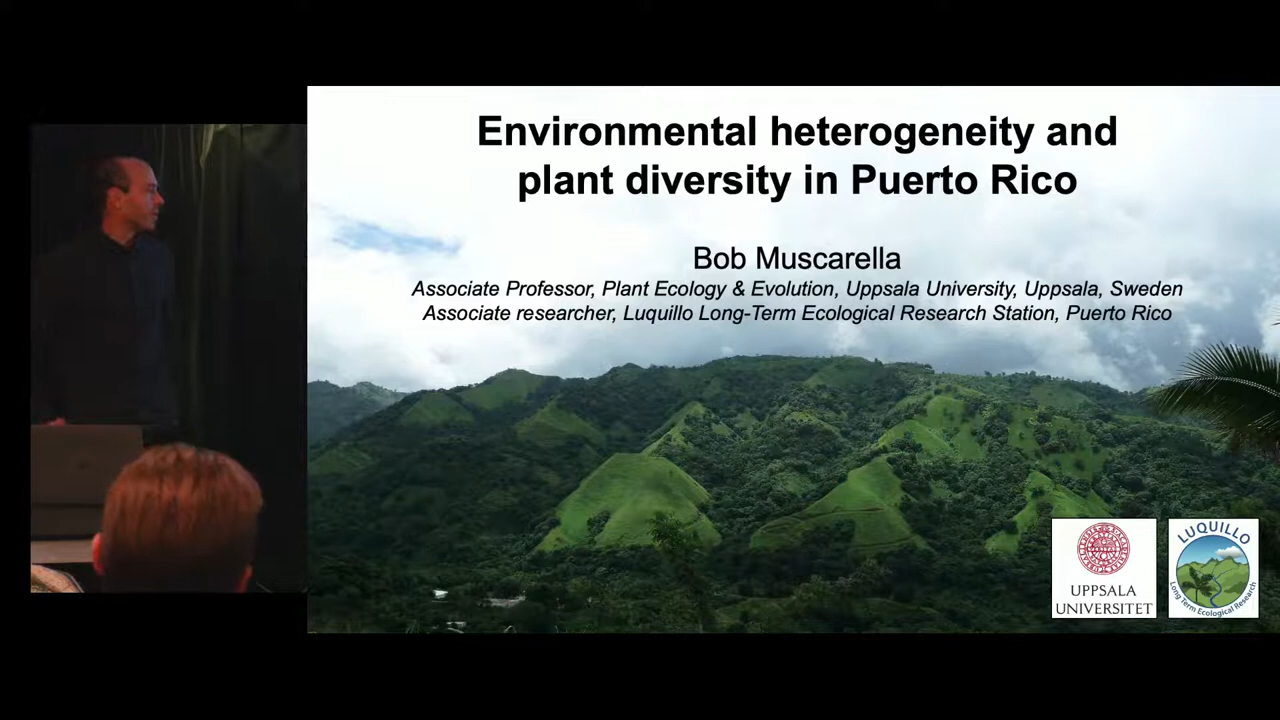 Environmental heterogeneity and
plant diversity in Puerto Rico
Bob Muscarella
Associate Professor, Plant Ecology & Evolution, Uppsala University, Uppsala, Sweden
Associate researcher, Luquillo Long-Term Ecological Research Station, Puerto Rico
UPPSALA
UNIVERSITET
LUQUILLO
Long Term Ecological Research